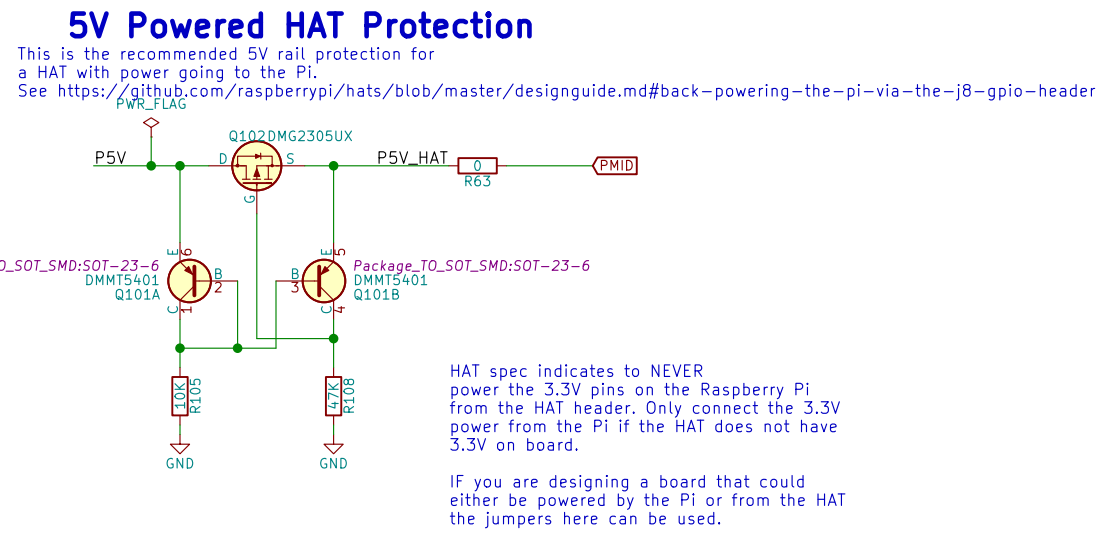 5V Powered HAT Protection
This is the recommended 5V rail protection for
a HAT with power going to the Pi.
See https://github.com/raspberrypi/hats/blob/master/designguide.md#back-powering-the-pi-via-the-j8-gpio-header
PWR_FLAG
Q102DMG2305UX
P5V
D
S
P5V_HAT
0
PMID
R63
G
E
6
E
5
O_SOT_SMD:SOT-23-6
Package_TO_SOT_SMD:SOT-23-6
DMMT5401
B
2
B
3
DMMT5401
Q101A
Q101B
C
1
C
4
10K
R105
47K
R108
GND
GND
HAT spec indicates to NEVER
power the 3.3V pins on the Raspberry Pi
from the HAT header. Only connect the 3.3V
power from the Pi if the HAT does not have
3.3V on board.
IF you are designing a board that could
either be powered by the Pi or from the HAT
the jumpers here can be used.